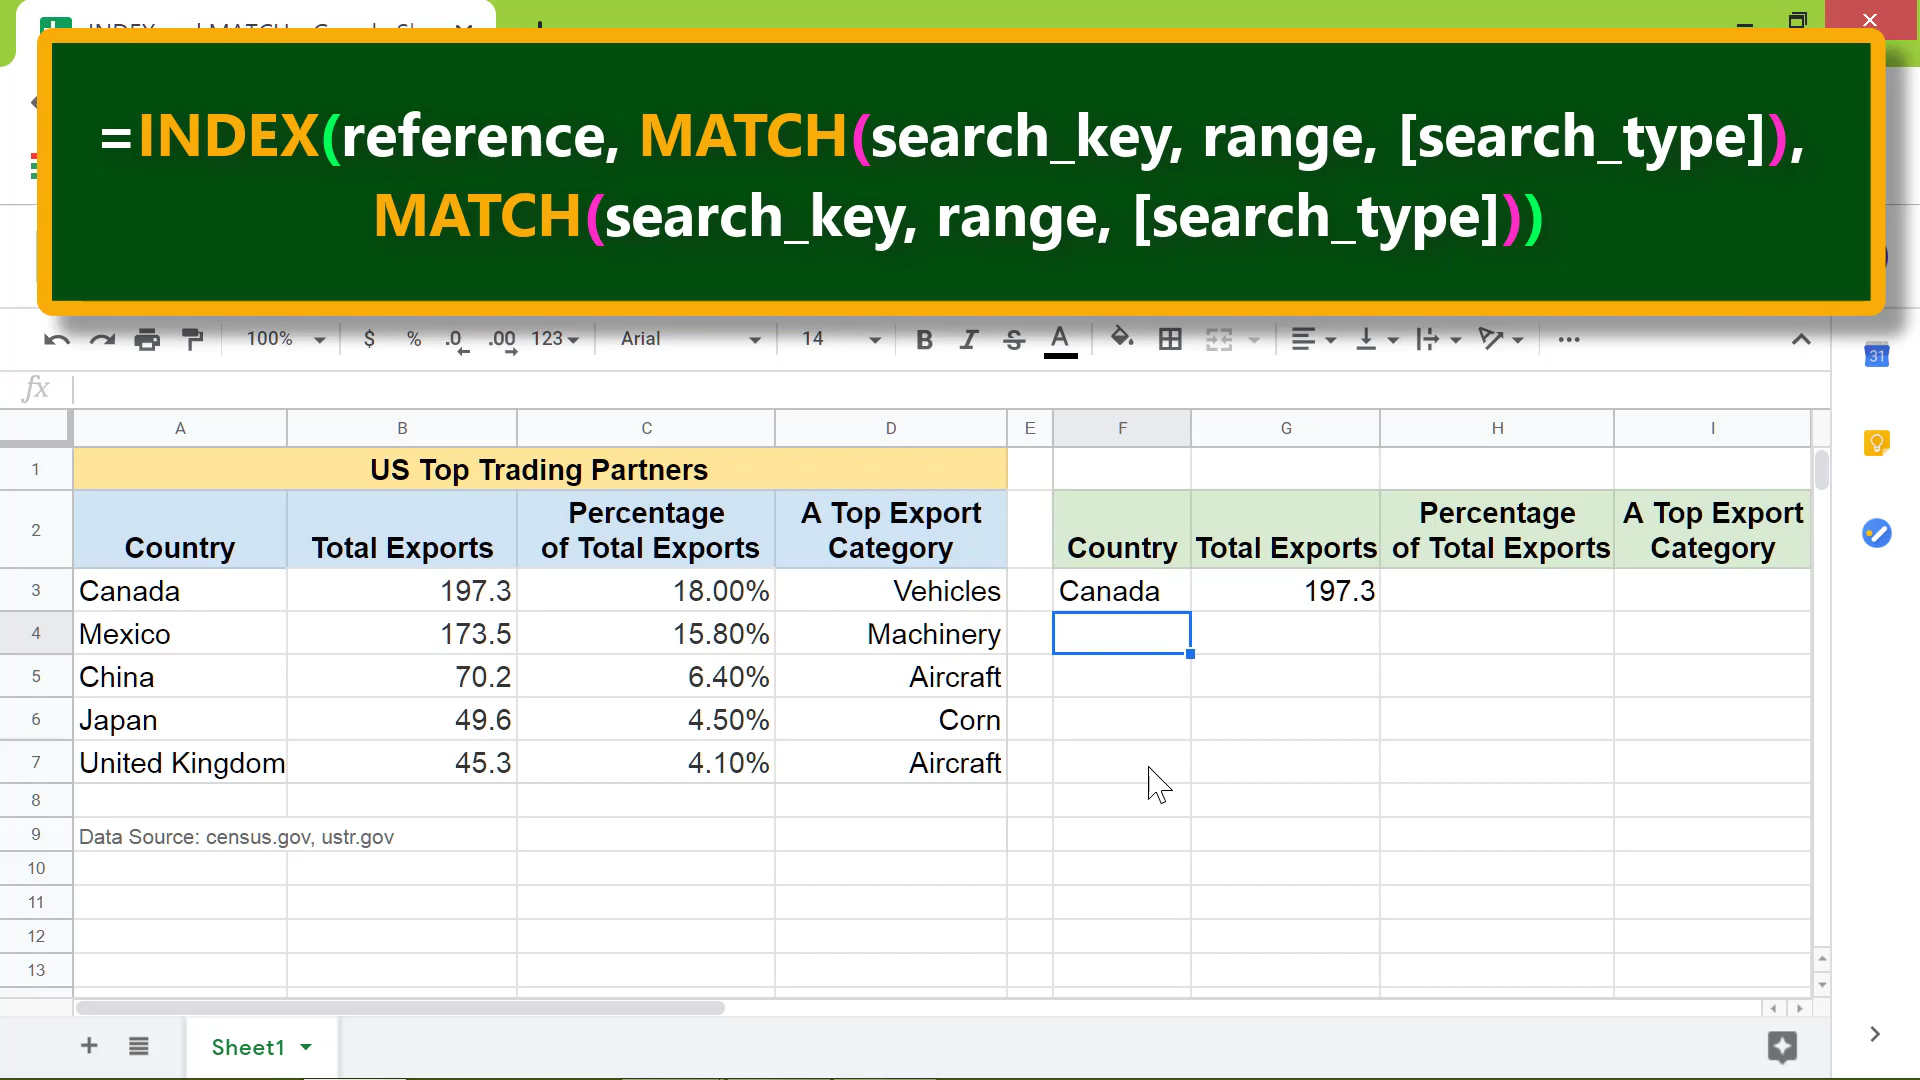 =INDEX(reference, MATCH(search_key, range, [search_type]),
MATCH(search_key, range, [search_type]))
100% $ % .0 .00 123 Arial 14 B I S A
31
fx
A B C D E F G H I
1 US Top Trading Partners
2 Country Total Exports Percentage of Total Exports A Top Export Category Country Total Exports Percentage of Total Exports A Top Export Category
3 Canada 197.3 18.00% Vehicles Canada 197.3
4 Mexico 173.5 15.80% Machinery
5 China 70.2 6.40% Aircraft
6 Japan 49.6 4.50% Corn
7 United Kingdom 45.3 4.10% Aircraft
8
9 Data Source: census.gov, ustr.gov
10
11
12
13
Sheet1